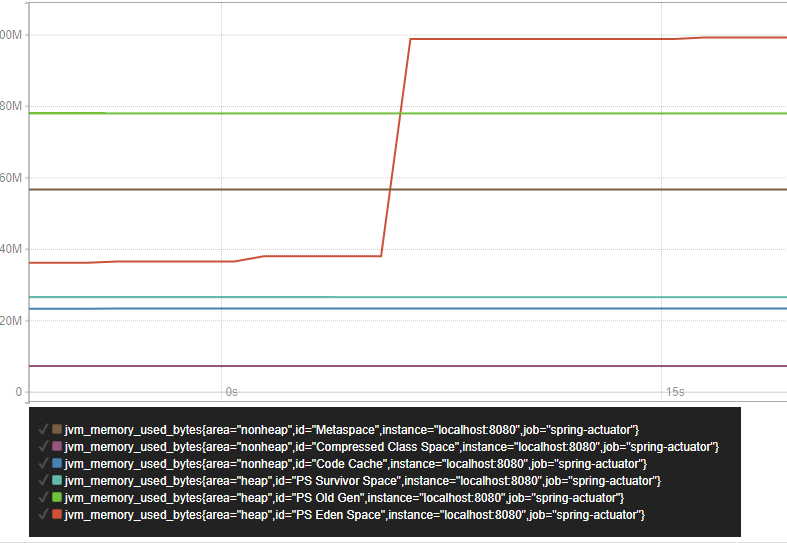 00M
80M
60M
40M
20M
0
0s
15s
jvm_memory_used_bytes{area="nonheap",id="Metaspace",instance="localhost:8080",job="spring-actuator"}
jvm_memory_used_bytes{area="nonheap",id="Compressed Class Space",instance="localhost:8080",job="spring-actuator"}
jvm_memory_used_bytes{area="nonheap",id="Code Cache",instance="localhost:8080",job="spring-actuator"}
jvm_memory_used_bytes{area="heap",id="PS Survivor Space",instance="localhost:8080",job="spring-actuator"}
jvm_memory_used_bytes{area="heap",id="PS Old Gen",instance="localhost:8080",job="spring-actuator"}
jvm_memory_used_bytes{area="heap",id="PS Eden Space",instance="localhost:8080",job="spring-actuator"}